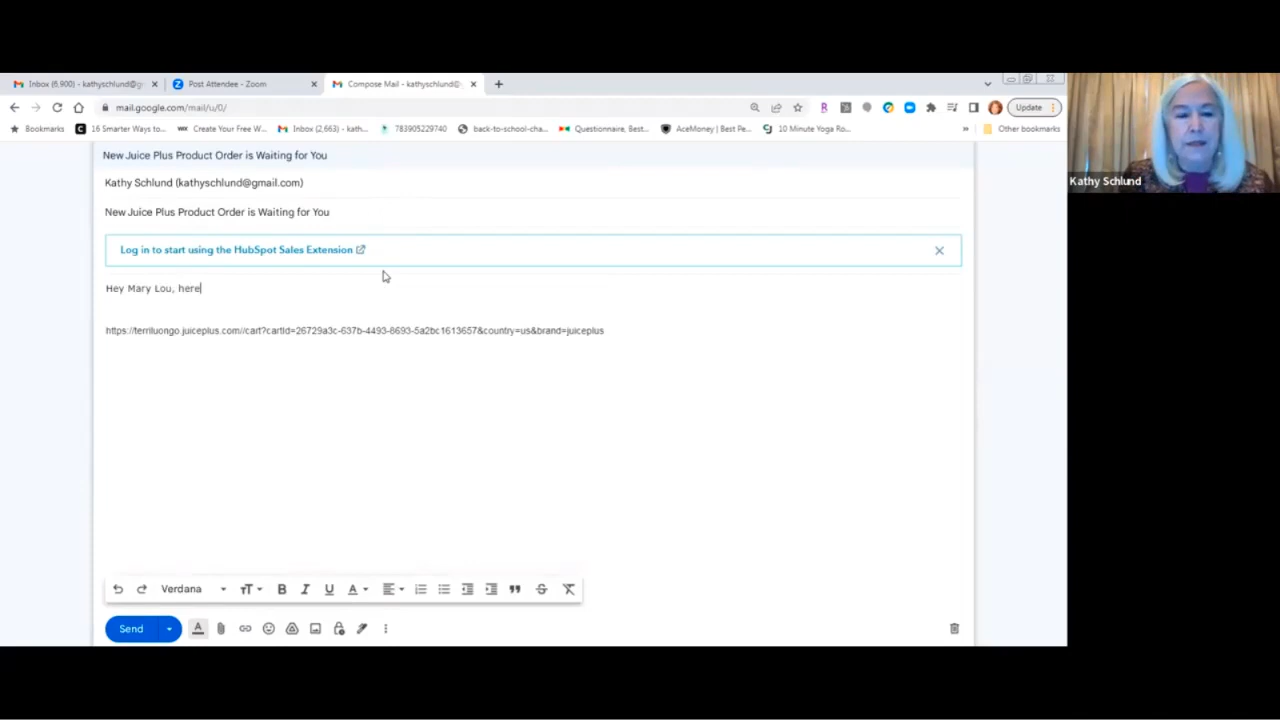 Inbox (6,900) - kathyschlund@g
Post Attendee - Zoom
Compose Mail - kathyschlund@
mail.google.com/mail/u/0/
Update
Bookmarks
16 Smarter Ways to...
Create Your Free W...
Inbox (2,663) - kath...
783905229740
back-to-school-cha...
Questionnaire, Best...
AceMoney | Best Pe...
10 Minute Yoga Ro...
»
Other bookmarks
New Juice Plus Product Order is Waiting for You
Kathy Schlund (kathyschlund@gmail.com)
New Juice Plus Product Order is Waiting for You
Log in to start using the HubSpot Sales Extension
Hey Mary Lou, here
https://terriluongo.juiceplus.com//cart?cartId=26729a3c-637b-4493-8693-5a2bc1613657&country=us&brand=juiceplus
Verdana
Send
Kathy Schlund